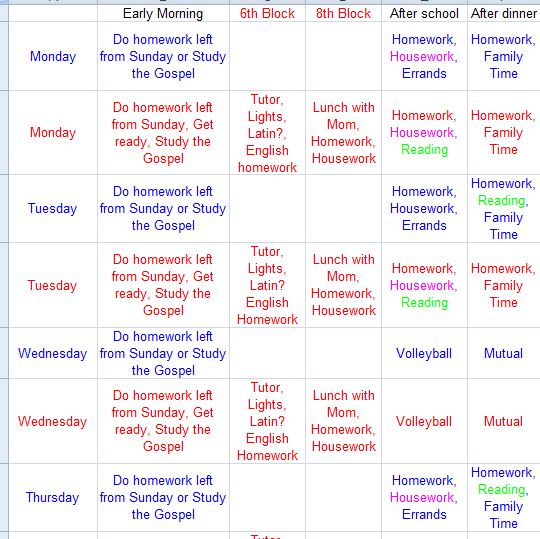 Early Morning 6th Block 8th Block After school After dinner
Monday
Do homework left
from Sunday or Study
the Gospel
Homework,
Housework,
Errands
Homework,
Family
Time
Monday
Do homework left
from Sunday, Get
ready, Study the
Gospel
Tutor,
Lights,
Latin?,
English
homework
Lunch with
Mom,
Homework,
Housework
Homework,
Housework,
Reading
Homework,
Family
Time
Tuesday
Do homework left
from Sunday or Study
the Gospel
Homework,
Housework,
Errands
Homework,
Reading,
Family
Time
Tuesday
Do homework left
from Sunday, Get
ready, Study the
Gospel
Tutor,
Lights,
Latin?
English
Homework
Lunch with
Mom,
Homework,
Housework
Homework,
Housework,
Reading
Homework,
Family
Time
Wednesday
Do homework left
from Sunday or Study
the Gospel
Volleyball
Mutual
Wednesday
Do homework left
from Sunday, Get
ready, Study the
Gospel
Tutor,
Lights,
Latin?
English
Homework
Lunch with
Mom,
Homework,
Housework
Volleyball
Mutual
Thursday
Do homework left
from Sunday or Study
the Gospel
Homework,
Housework,
Errands
Homework,
Reading,
Family
Time